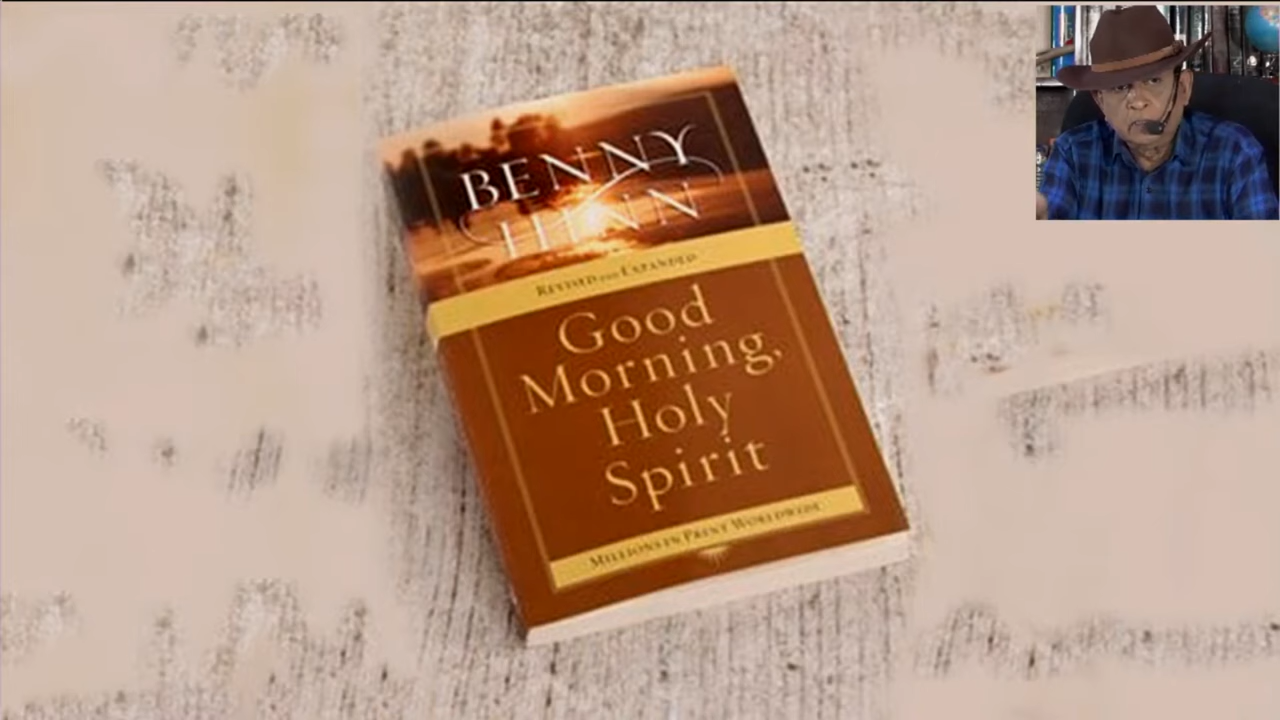 BENNY
HINN
REVISED AND EXPANDED
Good
Morning,
Holy
Spirit
MILLIONS IN PRINT WORLDWIDE